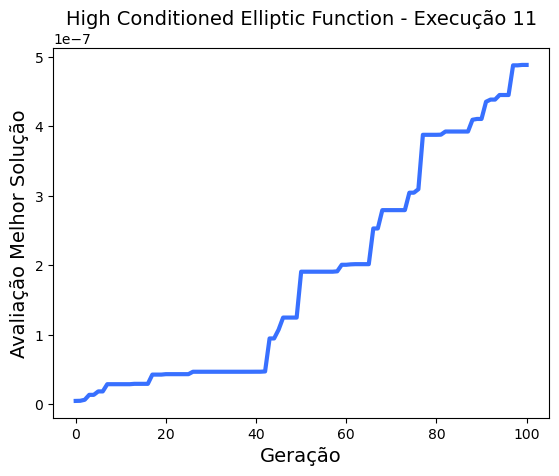 High Conditioned Elliptic Function - Execução 11
1e−7
5
4
3
2
1
0
Avaliação Melhor Solução
0 20 40 60 80 100
Geração